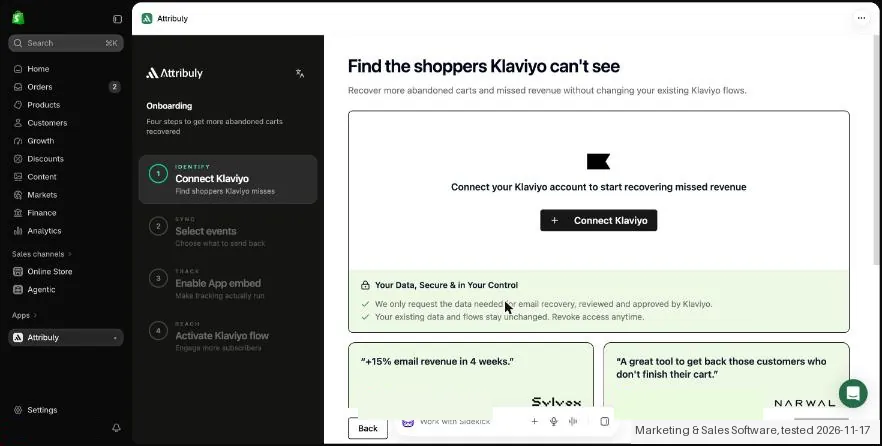 Attribuly
Search
⌘K
Home
Orders
2
Products
Customers
Growth
Discounts
Content
Markets
Finance
Analytics
Sales channels
Online Store
Agentic
Apps
Attribuly
Settings
Attribuly
Onboarding
Four steps to get more abandoned carts
recovered
1
IDENTIFY
Connect Klaviyo
Find shoppers Klaviyo misses
2
SYNC
Select events
Choose what to send back
3
TRACK
Enable App embed
Make tracking actually run
4
REACH
Activate Klaviyo flow
Engage more subscribers
Find the shoppers Klaviyo can't see
Recover more abandoned carts and missed revenue without changing your existing Klaviyo flows.
Connect your Klaviyo account to start recovering missed revenue
+ Connect Klaviyo
Your Data, Secure & in Your Control
We only request the data needed for email recovery, reviewed and approved by Klaviyo.
Your existing data and flows stay unchanged. Revoke access anytime.
“+15% email revenue in 4 weeks.”
“A great tool to get back those customers who
don't finish their cart.”
NARWAL
Back
Work with Sidekick
Marketing & Sales Software, tested 2026-11-17